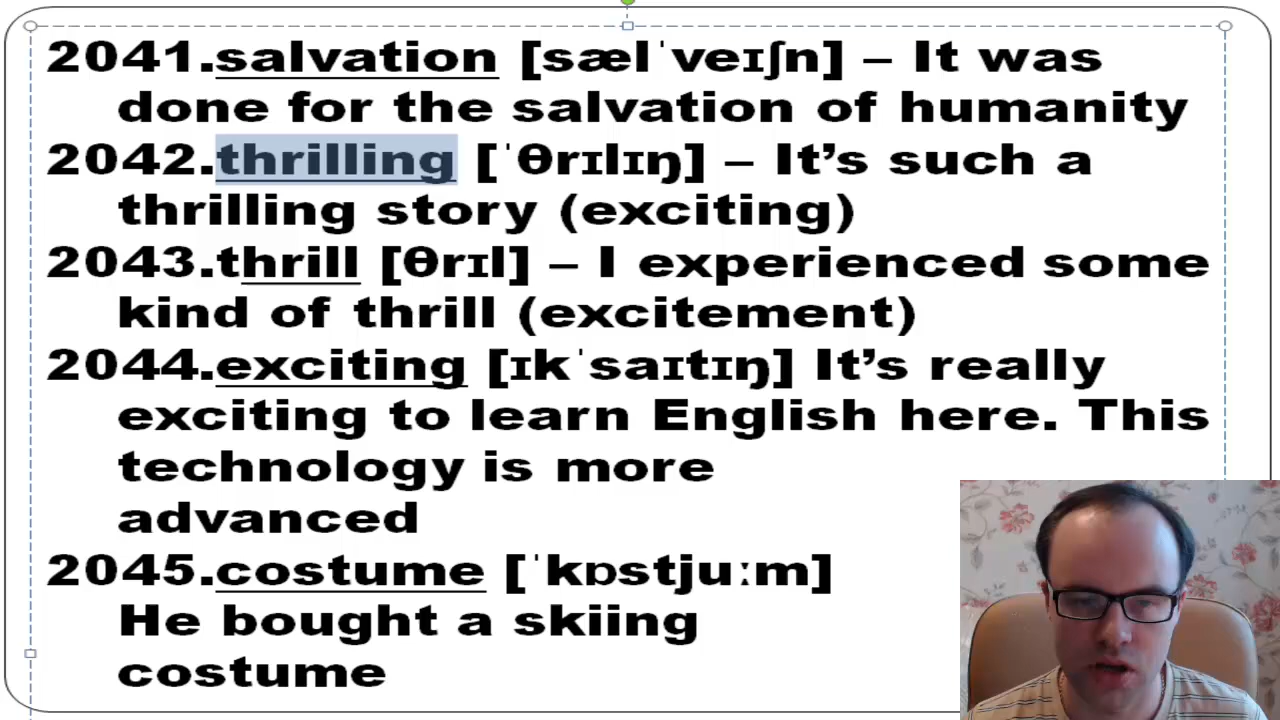 2041.salvation [sælˈveɪʃn] – It was
done for the salvation of humanity
2042.thrilling [ˈθrɪlɪŋ] – It’s such a
thrilling story (exciting)
2043.thrill [θrɪl] – I experienced some
kind of thrill (excitement)
2044.exciting [ɪkˈsaɪtɪŋ] It’s really
exciting to learn English here. This
technology is more
advanced
2045.costume [ˈkɒstjuːm]
He bought a skiing
costume